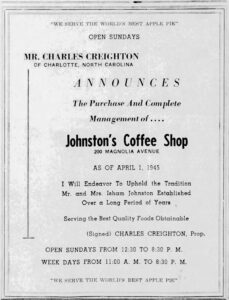 "WE SERVE THE WORLD'S BEST APPLE PIE"
OPEN SUNDAYS
MR. CHARLES CREIGHTON
OF CHARLOTTE, NORTH CAROLINA
ANNOUNCES
The Purchase And Complete
Management of . . . .
Johnston's Coffee Shop
200 MAGNOLIA AVENUE
AS OF APRIL 1, 1945
I Will Endeavor To Uphold the Tradition
Mr. and Mrs. Isham Johnston Established
Over a Long Period of Years
Serving the Best Quality Foods Obtainable
(Signed) CHARLES CREIGHTON, Prop.
OPEN SUNDAYS FROM 12:30 TO 8:30 P. M.
WEEK DAYS FROM 11:00 A. M. TO 8:30 P. M.
"WE SERVE THE WORLD'S BEST APPLE PIE"